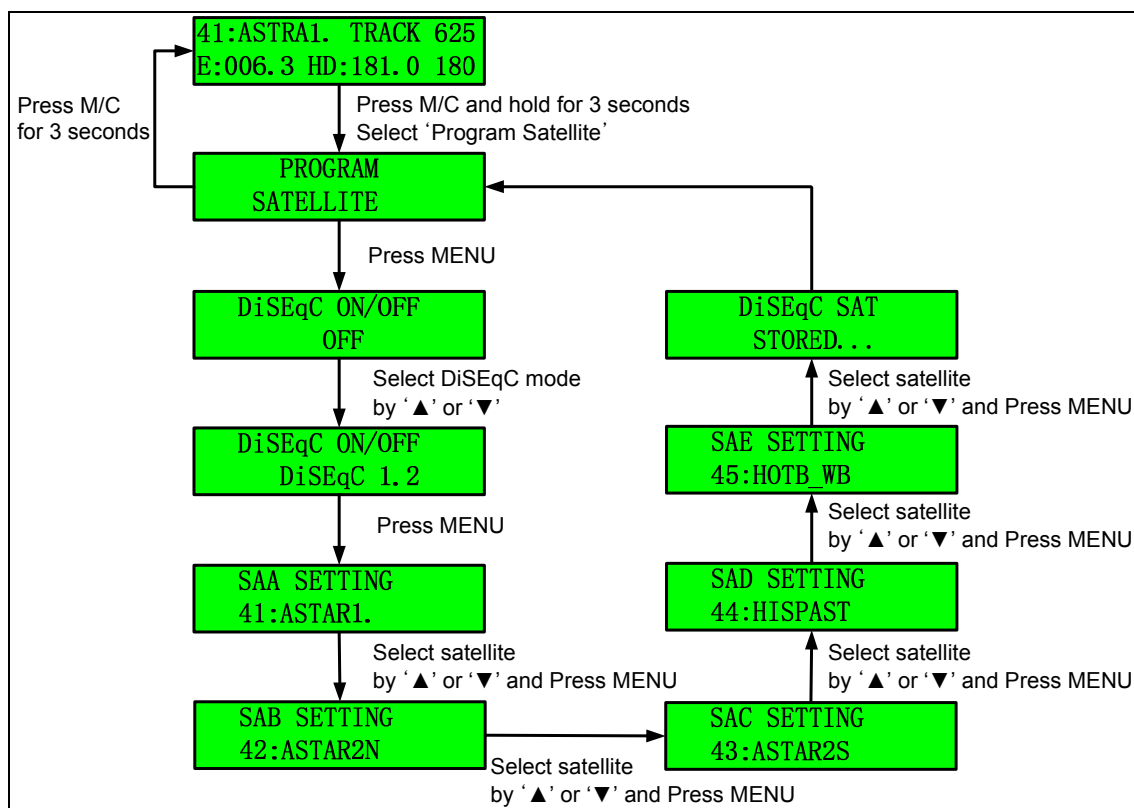 41:ASTRA1. TRACK 625
E:006.3 HD:181.0 180
Press M/C
for 3 seconds
Press M/C and hold for 3 seconds
Select ‘Program Satellite’
PROGRAM
SATELLITE
Press MENU
DiSEqC ON/OFF
OFF
Select DiSEqC mode
by ‘▲’ or ‘▼’
DiSEqC ON/OFF
DiSEqC 1.2
Press MENU
SAA SETTING
41:ASTAR1.
Select satellite
by ‘▲’ or ‘▼’ and Press MENU
SAB SETTING
42:ASTAR2N
Select satellite
by ‘▲’ or ‘▼’ and Press MENU
SAC SETTING
43:ASTAR2S
Select satellite
by ‘▲’ or ‘▼’ and Press MENU
SAD SETTING
44:HISPAST
Select satellite
by ‘▲’ or ‘▼’ and Press MENU
SAE SETTING
45:HOTB_WB
Select satellite
by ‘▲’ or ‘▼’ and Press MENU
DiSEqC SAT
STORED...